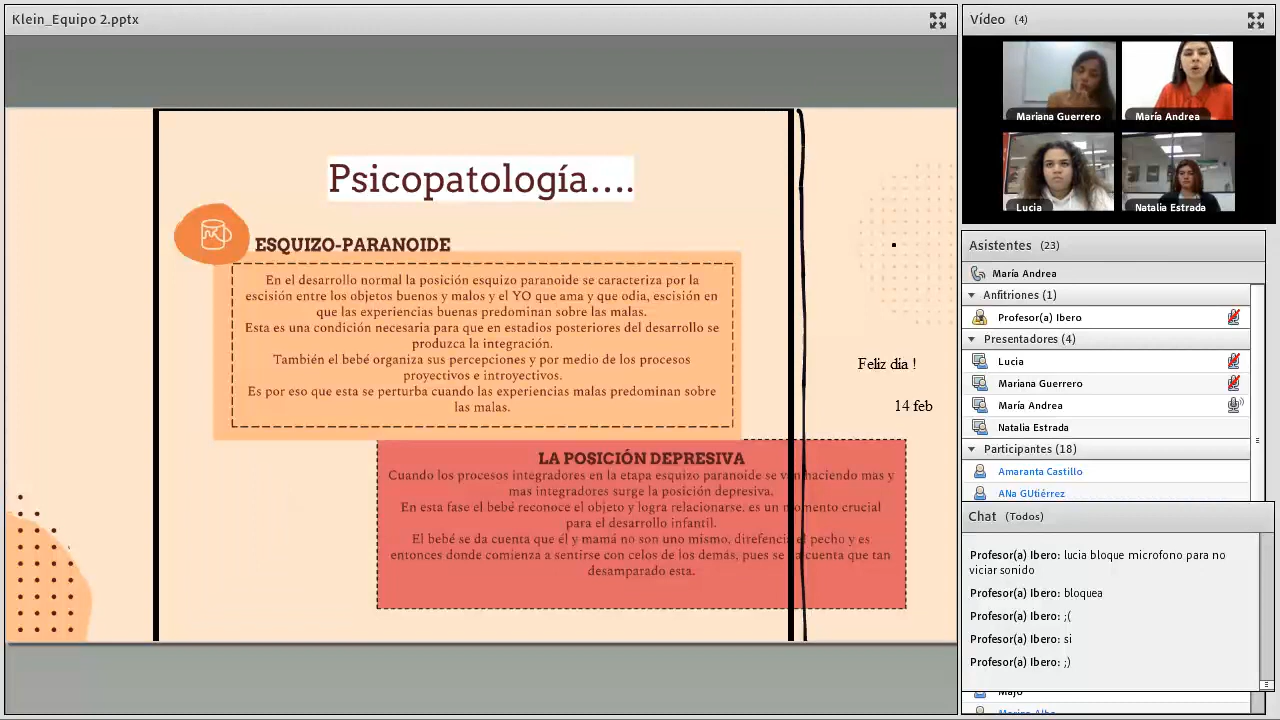 Klein_Equipo 2.pptx
Psicopatología....
ESQUIZO-PARANOIDE
En el desarrollo normal la posición esquizo paranoide se caracteriza por la
escisión entre los objetos buenos y malos y el YO que ama y que odia, escisión en
que las experiencias buenas predominan sobre las malas.
Esta es una condición necesaria para que en estadios posteriores del desarrollo se
produzca la integración.
También el bebé organiza sus percepciones y por medio de los procesos
proyectivos e introyectivos.
Es por eso que esta se perturba cuando las experiencias malas predominan sobre
las malas.
LA POSICIÓN DEPRESIVA
Cuando los procesos integradores en la etapa esquizo paranoide se van haciendo mas y
mas integradores surge la posición depresiva.
En esta fase el bebé reconoce el objeto y logra relacionarse. es un momento crucial
para el desarrollo infantil.
El bebé se da cuenta que él y mamá no son uno mismo, direfencia el pecho y es
entonces donde comienza a sentirse con celos de los demás, pues se da cuenta que tan
desamparado esta.
Feliz dia !
14 feb
Vídeo (4)
Mariana Guerrero
María Andrea
Lucia
Natalia Estrada
Asistentes (23)
María Andrea
Anfitriones (1)
Profesor(a) Ibero
Presentadores (4)
Lucia
Mariana Guerrero
María Andrea
Natalia Estrada
Participantes (18)
Amaranta Castillo
ANa GUtiérrez
Chat (Todos)
Profesor(a) Ibero: lucia bloque microfono para no
viciar sonido
Profesor(a) Ibero: bloquea
Profesor(a) Ibero: ;(
Profesor(a) Ibero: si
Profesor(a) Ibero: ;)